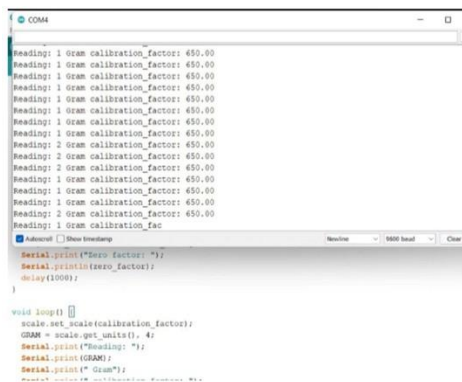 COM4
Reading: 1 Gram calibration_factor: 650.00
Reading: 1 Gram calibration_factor: 650.00
Reading: 1 Gram calibration_factor: 650.00
Reading: 1 Gram calibration_factor: 650.00
Reading: 1 Gram calibration_factor: 650.00
Reading: 1 Gram calibration_factor: 650.00
Reading: 1 Gram calibration_factor: 650.00
Reading: 1 Gram calibration_factor: 650.00
Reading: 2 Gram calibration_factor: 650.00
Reading: 2 Gram calibration_factor: 650.00
Reading: 2 Gram calibration_factor: 650.00
Reading: 1 Gram calibration_factor: 650.00
Reading: 1 Gram calibration_factor: 650.00
Reading: 1 Gram calibration_factor: 650.00
Reading: 2 Gram calibration_factor: 650.00
Reading: 1 Gram calibration_fac
Autoscroll Show timestamp Newline 9600 baud Clear
Serial.print("Zero factor: ");
Serial.println(zero_factor);
delay(1000);
}
void loop() {
scale.set_scale(calibration_factor);
GRAM = scale.get_units(), 4;
Serial.print("Reading: ");
Serial.print(GRAM);
Serial.print(" Gram");